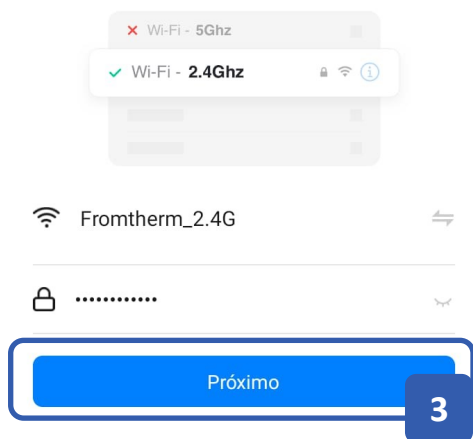 Wi-Fi - 5Ghz
Wi-Fi - 2.4Ghz
Fromtherm_2.4G
••••••••••••
Próximo
3